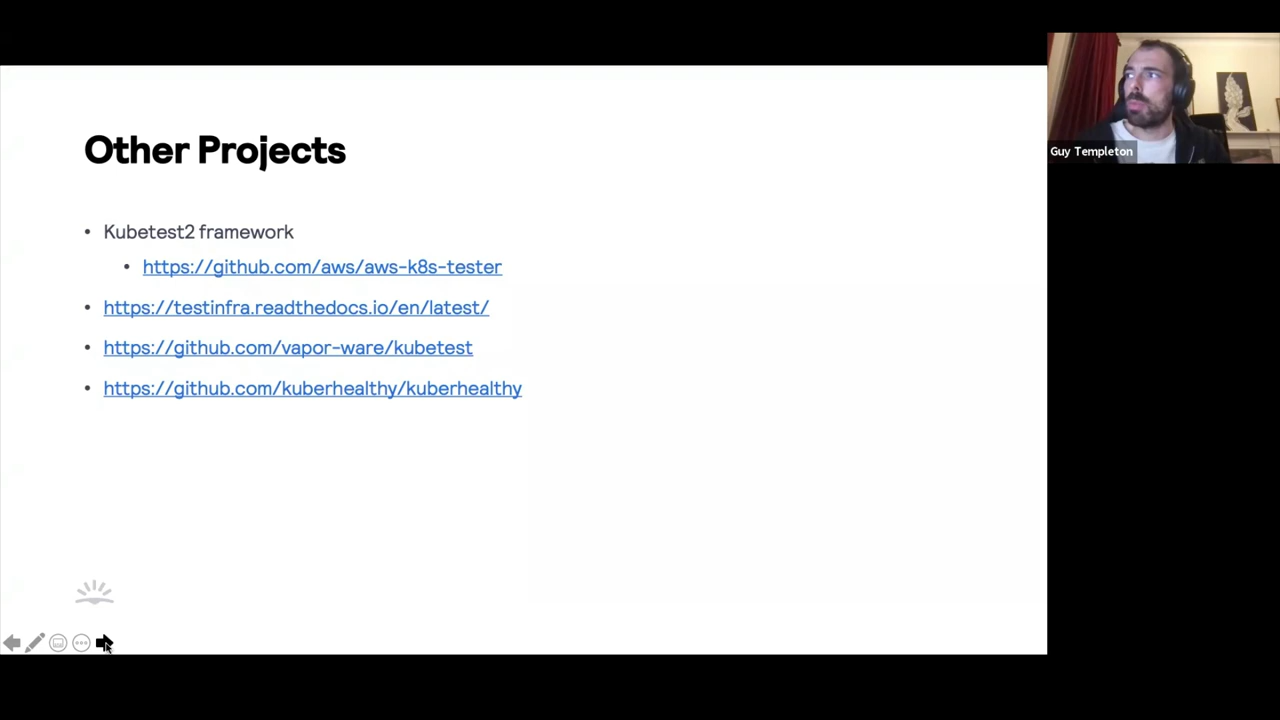 Other Projects
• Kubetest2 framework
• https://github.com/aws/aws-k8s-tester
• https://testinfra.readthedocs.io/en/latest/
• https://github.com/vapor-ware/kubetest
• https://github.com/kuberhealthy/kuberhealthy
Guy Templeton